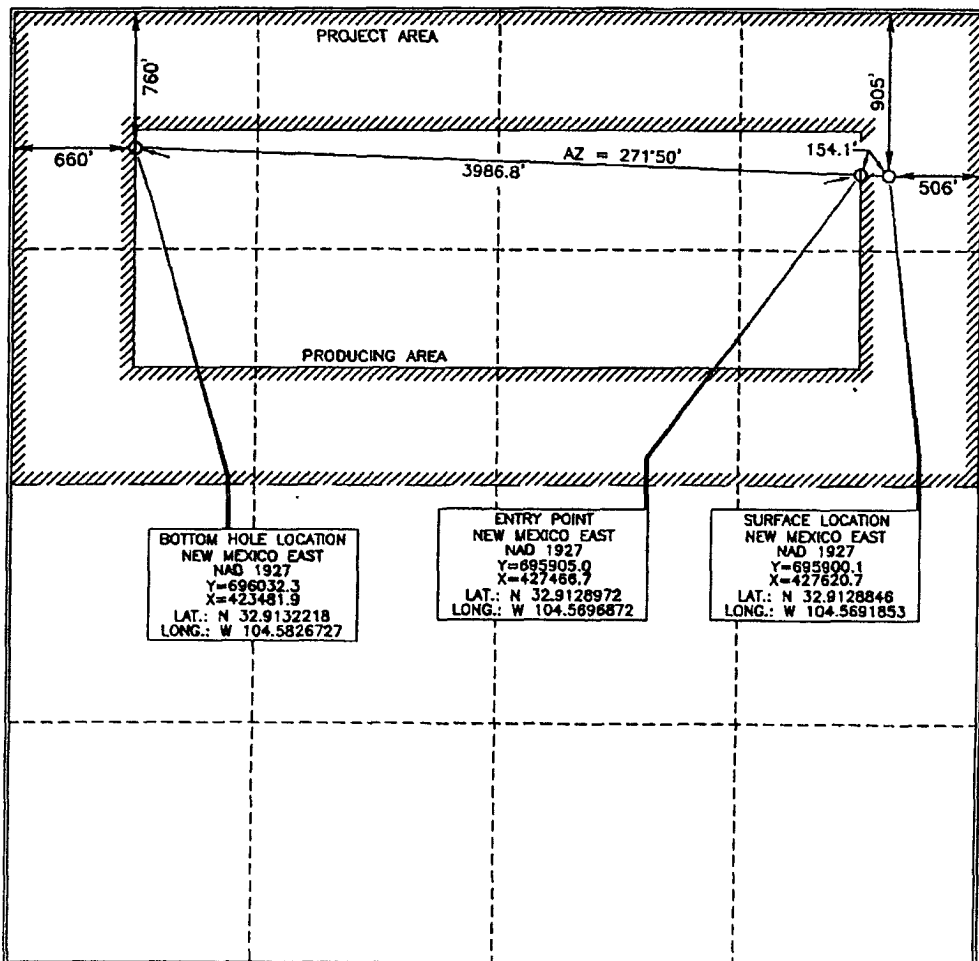 PROJECT AREA
760'
905'
660'
AZ = 271°50'
154.1'
3986.8'
506'
PRODUCING AREA
BOTTOM HOLE LOCATION
NEW MEXICO EAST
NAD 1927
Y=696032.3
X=423481.9
LAT.: N 32.9132218
LONG.: W 104.5826727
ENTRY POINT
NEW MEXICO EAST
NAD 1927
Y=695905.0
X=427466.7
LAT.: N 32.9128972
LONG.: W 104.5696872
SURFACE LOCATION
NEW MEXICO EAST
NAD 1927
Y=695900.1
X=427620.7
LAT.: N 32.9128846
LONG.: W 104.5691853